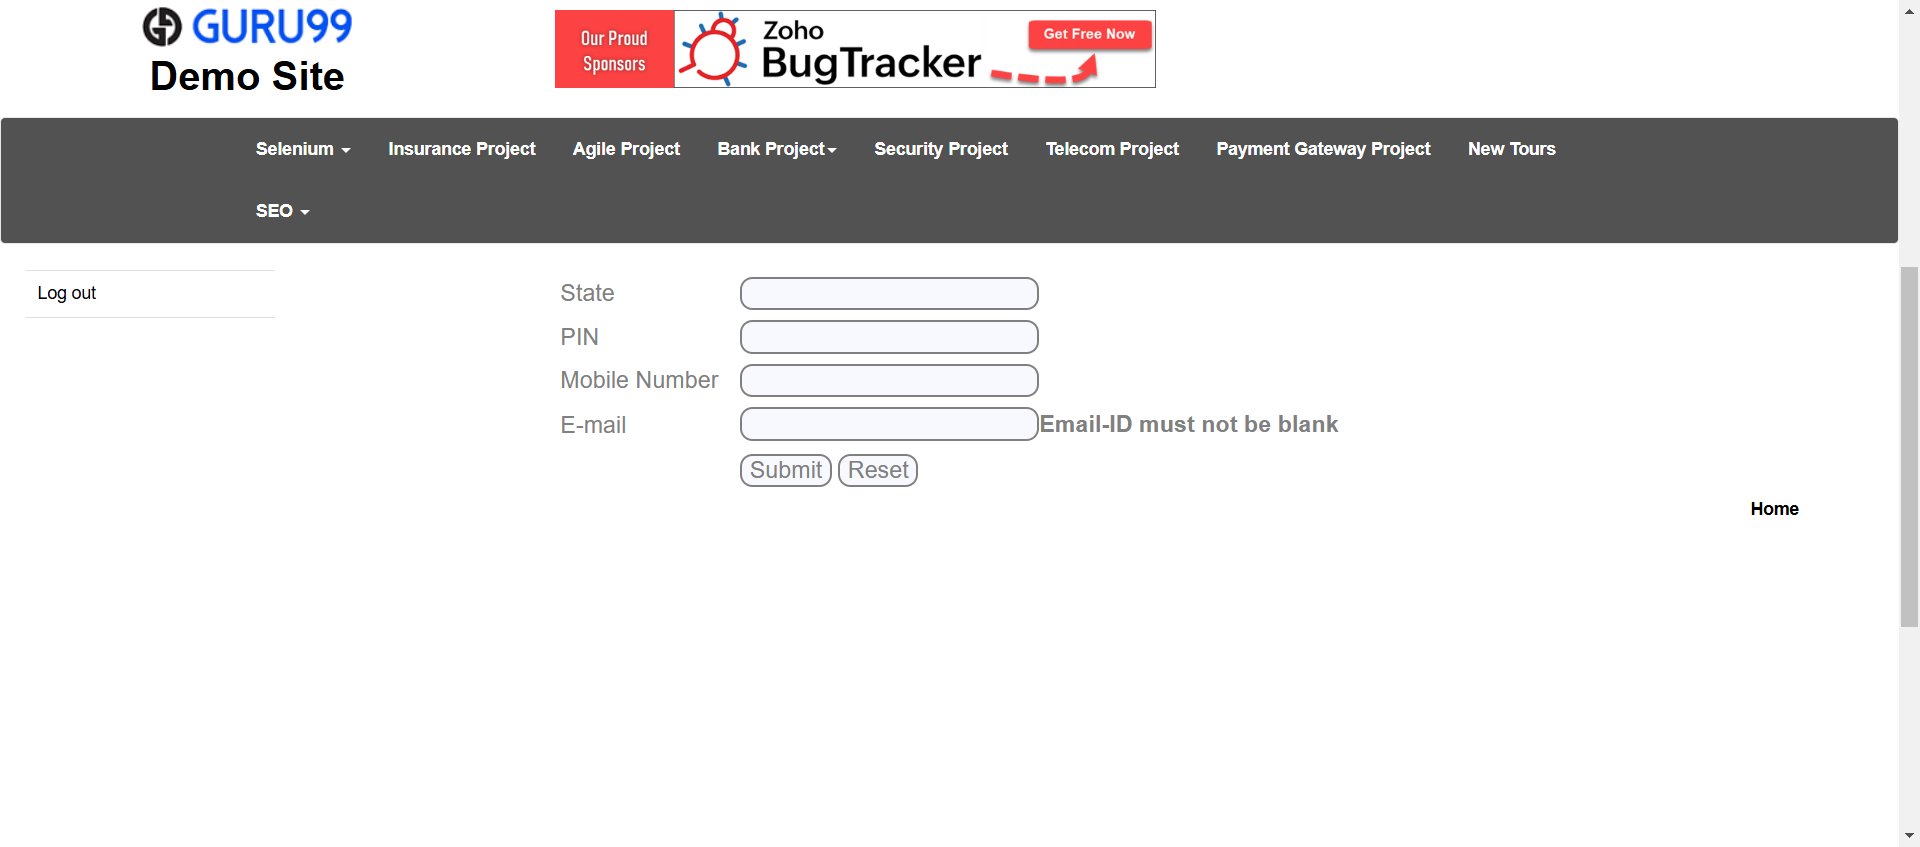 GURU99
Demo Site
Our Proud
Sponsors
Zoho
BugTracker
Get Free Now
Selenium
Insurance Project
Agile Project
Bank Project
Security Project
Telecom Project
Payment Gateway Project
New Tours
SEO
Log out
State
PIN
Mobile Number
E-mail
Email-ID must not be blank
Submit
Reset
Home